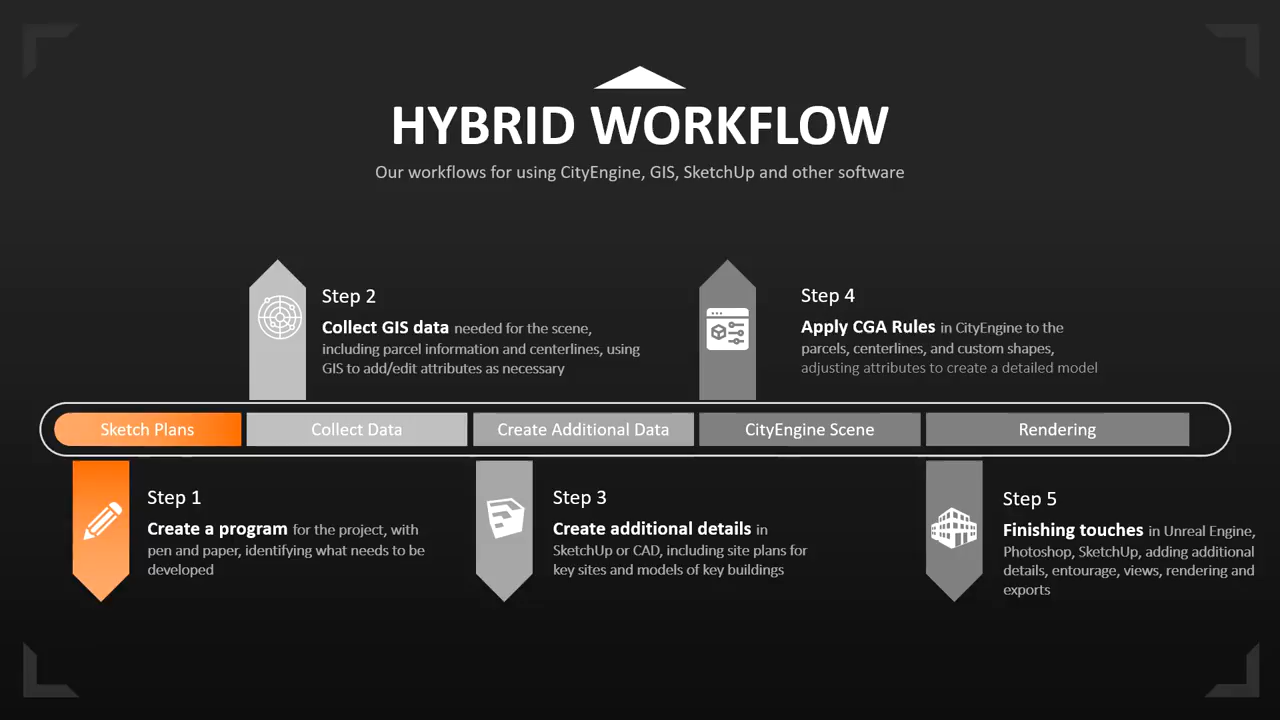 HYBRID WORKFLOW
Our workflows for using CityEngine, GIS, SketchUp and other software
Step 2
Collect GIS data needed for the scene,
including parcel information and centerlines, using
GIS to add/edit attributes as necessary
Step 4
Apply CGA Rules in CityEngine to the
parcels, centerlines, and custom shapes,
adjusting attributes to create a detailed model
Sketch Plans
Collect Data
Create Additional Data
CityEngine Scene
Rendering
Step 1
Create a program for the project, with
pen and paper, identifying what needs to be
developed
Step 3
Create additional details in
SketchUp or CAD, including site plans for
key sites and models of key buildings
Step 5
Finishing touches in Unreal Engine,
Photoshop, SketchUp, adding additional
details, entourage, views, rendering and
exports